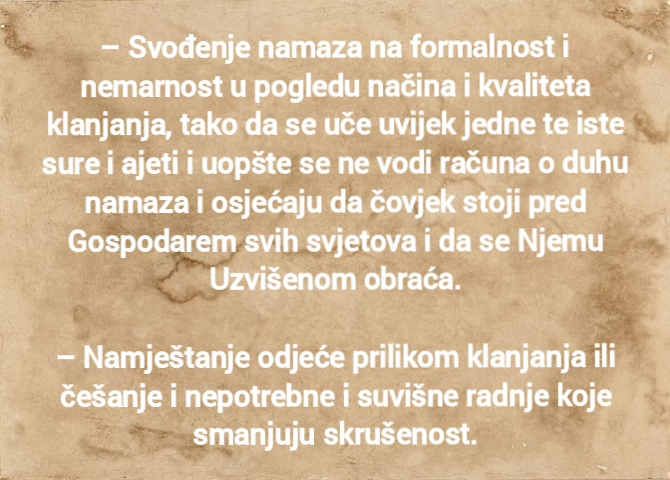 – Svođenje namaza na formalnost i
nemarnost u pogledu načina i kvaliteta
klanjanja, tako da se uče uvijek jedne te iste
sure i ajeti i uopšte se ne vodi računa o duhu
namaza i osjećaju da čovjek stoji pred
Gospodarem svih svjetova i da se Njemu
Uzvišenom obraća.
– Namještanje odjeće prilikom klanjanja ili
češanje i nepotrebne i suvišne radnje koje
smanjuju skrušenost.